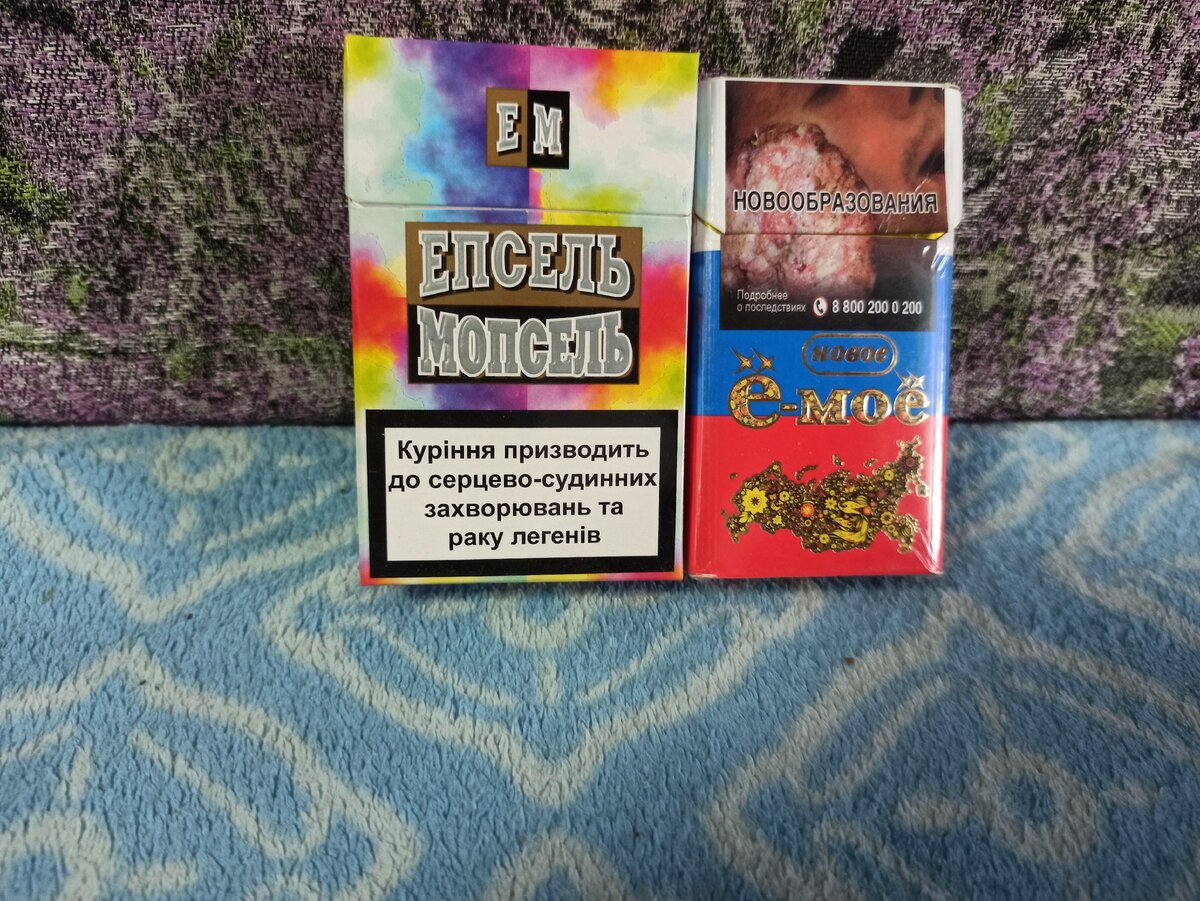 Е М
ЕПСЕЛЬ
МОПСЕЛЬ
Куріння призводить
до серцево-судинних
захворювань та
раку легенів
НОВООБРАЗОВАНИЯ
Подробнее
о последствиях 8 800 200 0 200
новое
Ё-моё